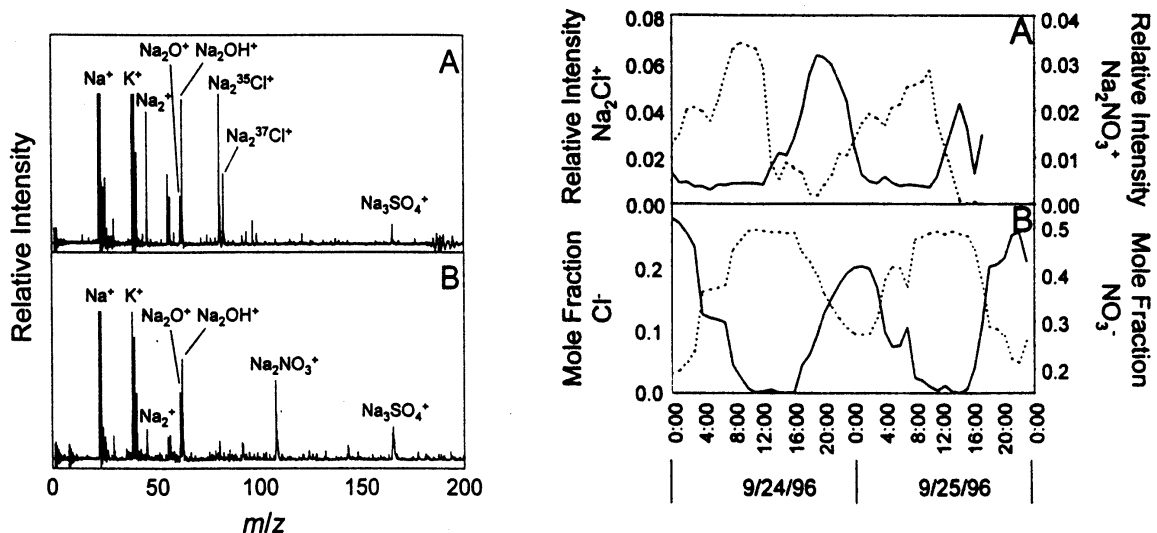 Relative Intensity
A
Na⁺ K⁺
Na₂⁺
Na₂O⁺ Na₂OH⁺
Na₂³⁵Cl⁺
Na₂³⁷Cl⁺
Na₃SO₄⁺
B
Na⁺ K⁺
Na₂O⁺ Na₂OH⁺
Na₂⁺
Na₂NO₃⁺
Na₃SO₄⁺
0 50 100 150 200
m/z
Relative Intensity
Na₂Cl⁺
0.08
0.06
0.04
0.02
0.00
A
0.04
0.03
0.02
0.01
0.00
Relative Intensity
Na₂NO₃⁺
Mole Fraction
Cl⁻
0.2
0.1
0.0
B
0.5
0.4
0.3
0.2
Mole Fraction
NO₃⁻
0:00 4:00 8:00 12:00 16:00 20:00 0:00 4:00 8:00 12:00 16:00 20:00 0:00
9/24/96 9/25/96